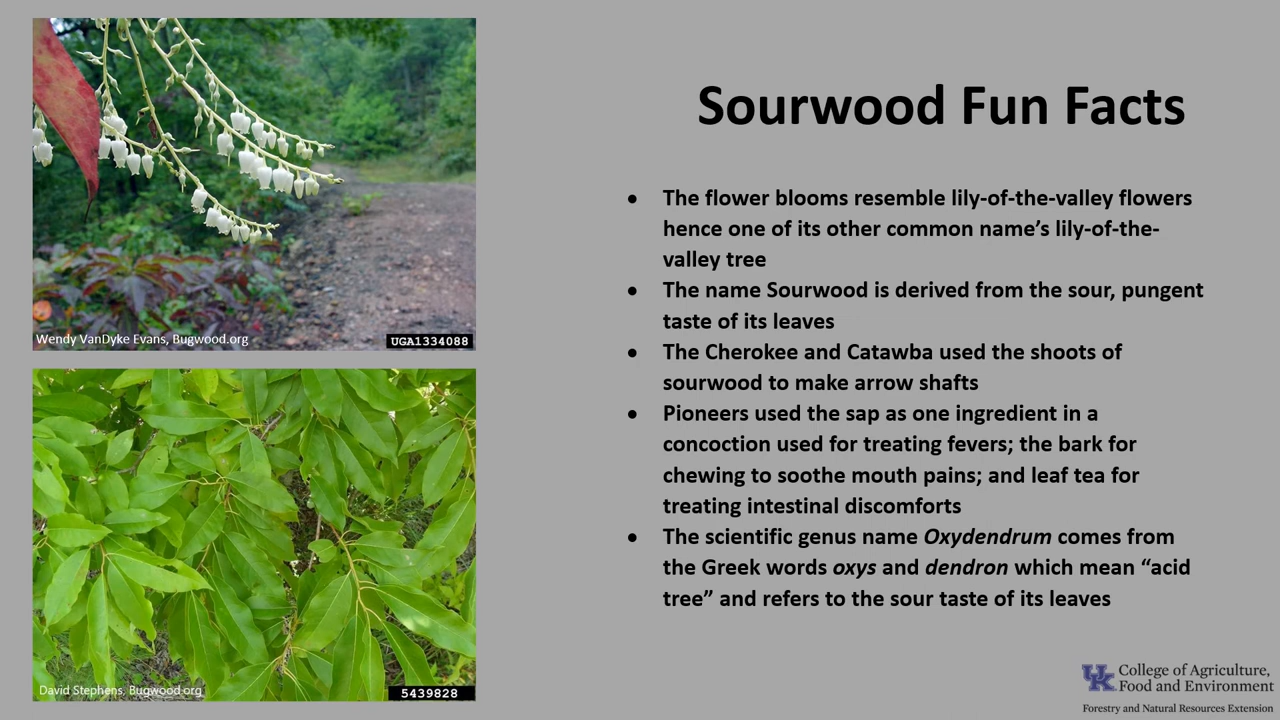 Sourwood Fun Facts
• The flower blooms resemble lily-of-the-valley flowers
hence one of its other common name’s lily-of-the-
valley tree
• The name Sourwood is derived from the sour, pungent
taste of its leaves
• The Cherokee and Catawba used the shoots of
sourwood to make arrow shafts
• Pioneers used the sap as one ingredient in a
concoction used for treating fevers; the bark for
chewing to soothe mouth pains; and leaf tea for
treating intestinal discomforts
• The scientific genus name Oxydendrum comes from
the Greek words oxys and dendron which mean “acid
tree” and refers to the sour taste of its leaves
Wendy VanDyke Evans, Bugwood.org
UGA1334088
David Stephens, Bugwood.org
5439828
UK College of Agriculture,
Food and Environment
Forestry and Natural Resources Extension